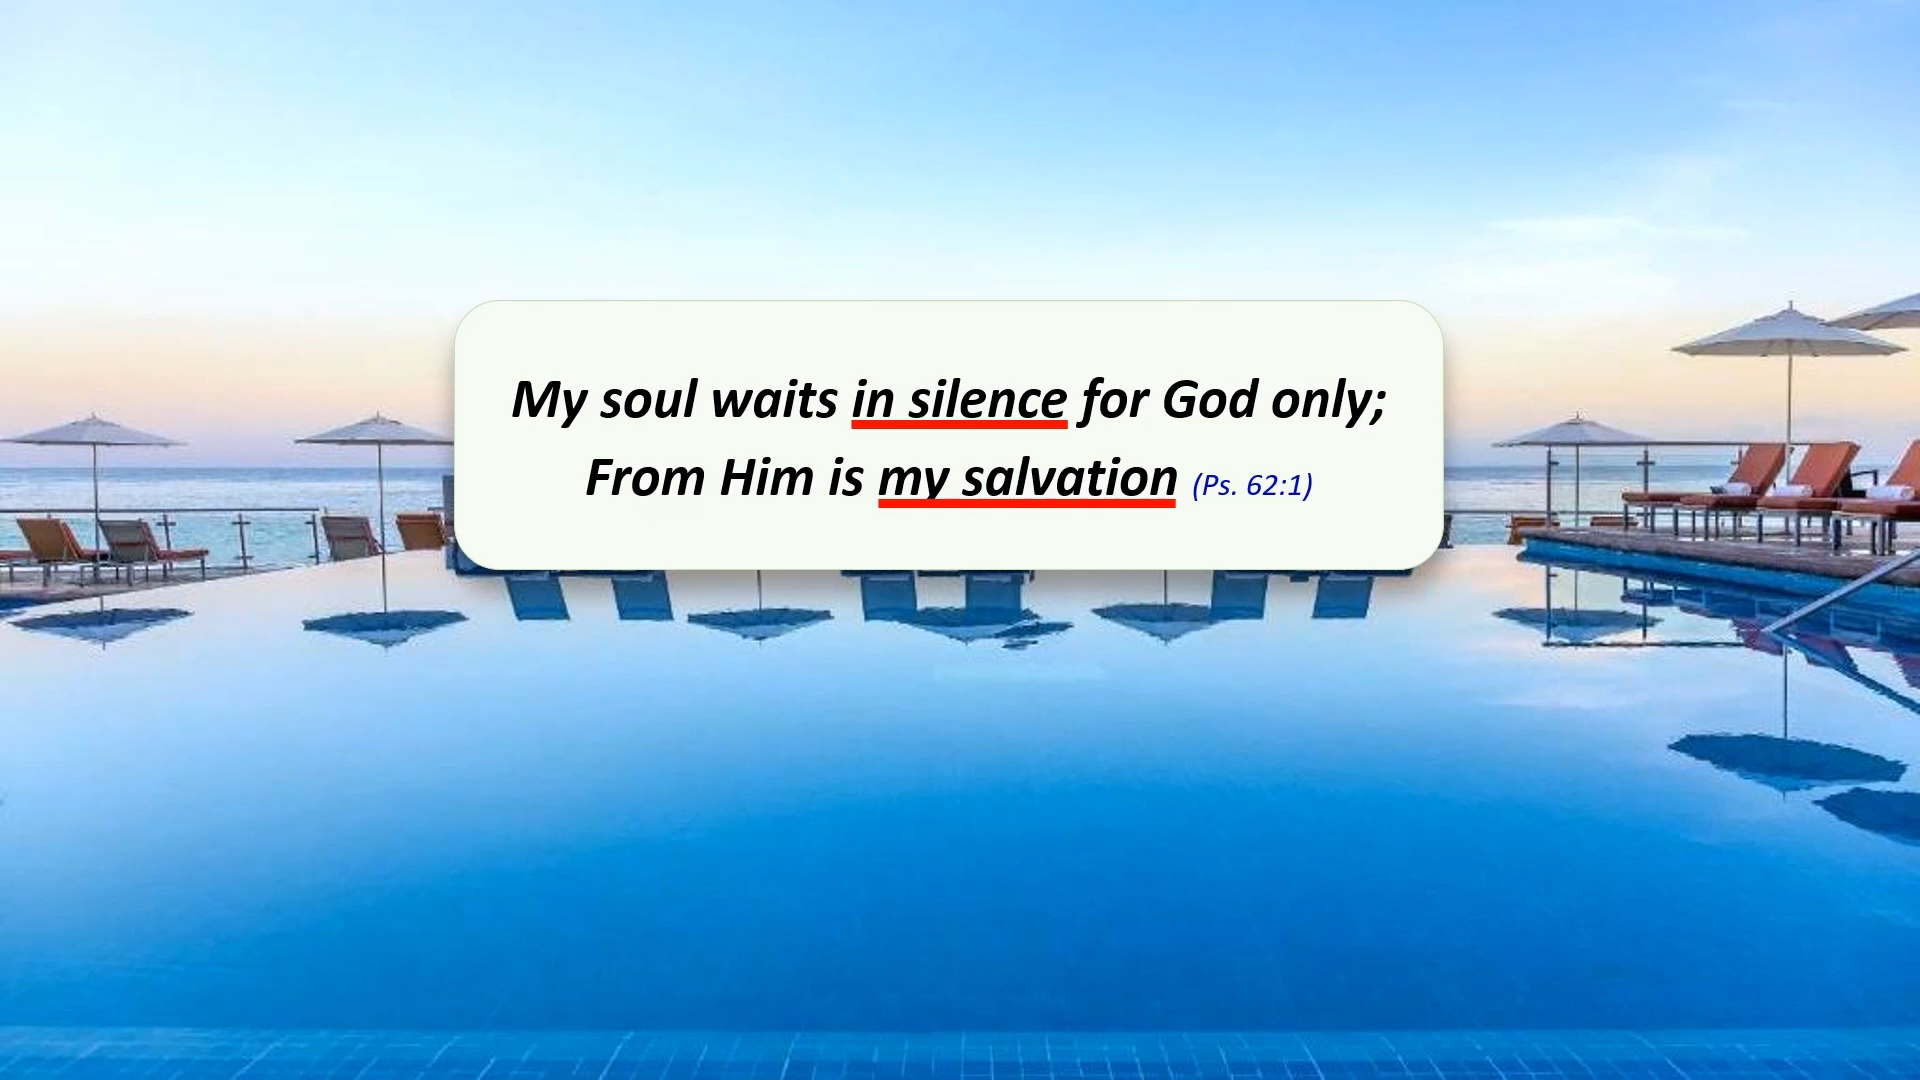 My soul waits in silence for God only;
From Him is my salvation (Ps. 62:1)